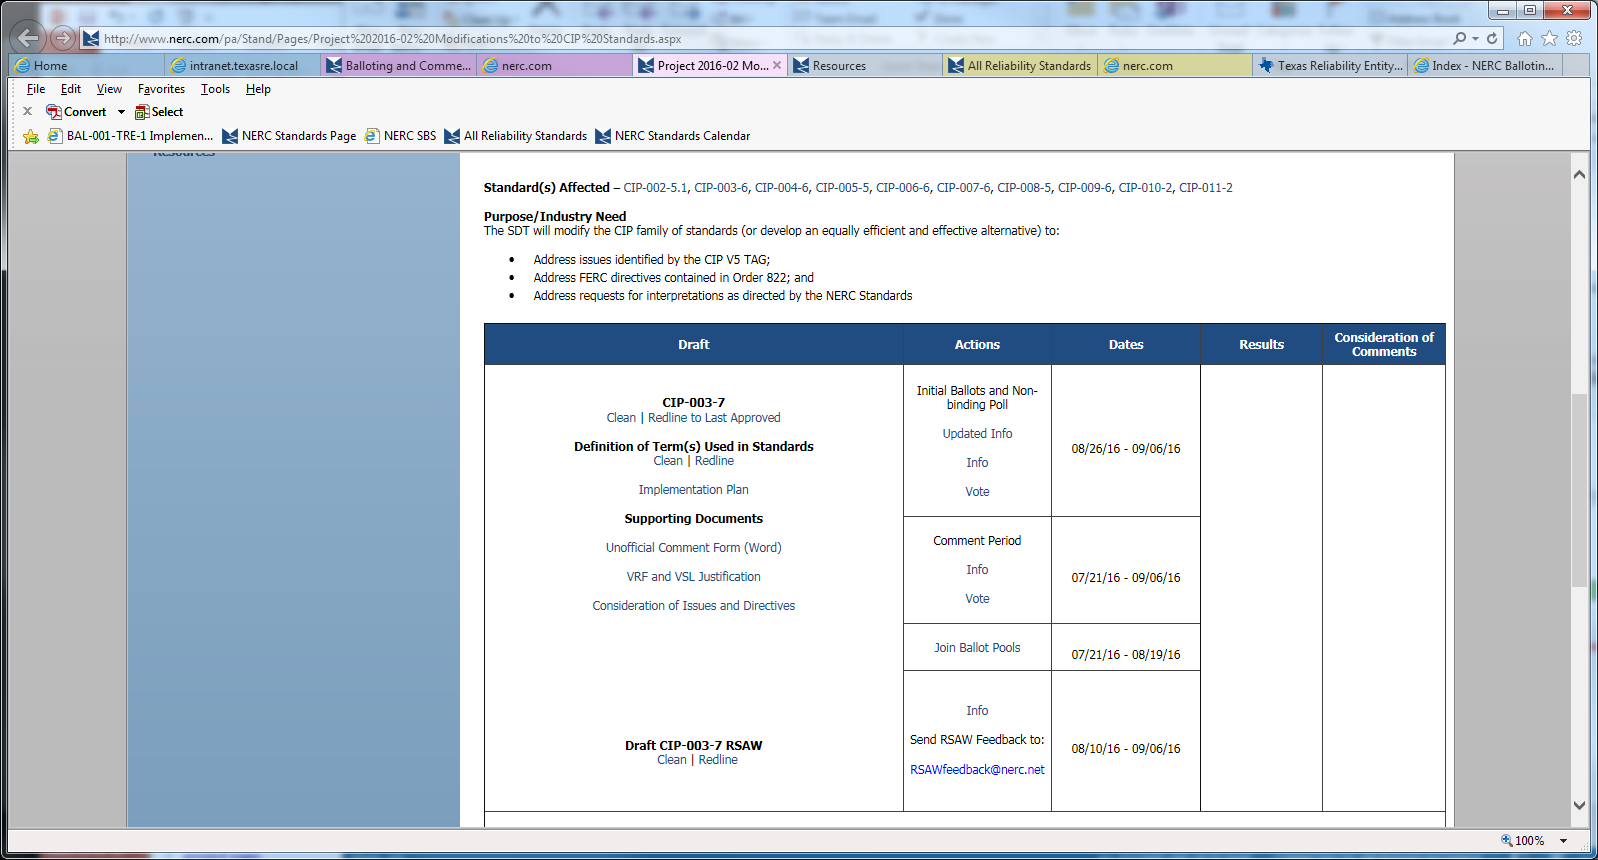 http://www.nerc.com/pa/Stand/Pages/Project%202016-02%20Modifications%20to%20CIP%20Standards.aspx
Home
intranet.texasre.local
Balloting and Comme...
nerc.com
Project 2016-02 Mo...
Resources
All Reliability Standards
nerc.com
Texas Reliability Entity...
Index - NERC Ballotin...
File Edit View Favorites Tools Help
Convert Select
BAL-001-TRE-1 Implemen... NERC Standards Page NERC SBS All Reliability Standards NERC Standards Calendar
Resources
Standard(s) Affected – CIP-002-5.1, CIP-003-6, CIP-004-6, CIP-005-5, CIP-006-6, CIP-007-6, CIP-008-5, CIP-009-6, CIP-010-2, CIP-011-2
Purpose/Industry Need
The SDT will modify the CIP family of standards (or develop an equally efficient and effective alternative) to:
• Address issues identified by the CIP V5 TAG;
• Address FERC directives contained in Order 822; and
• Address requests for interpretations as directed by the NERC Standards
Draft
Actions
Dates
Results
Consideration of
Comments
CIP-003-7
Clean | Redline to Last Approved
Definition of Term(s) Used in Standards
Clean | Redline
Implementation Plan
Supporting Documents
Unofficial Comment Form (Word)
VRF and VSL Justification
Consideration of Issues and Directives
Initial Ballots and Non-
binding Poll
Updated Info
Info
Vote
08/26/16 - 09/06/16
Comment Period
Info
Vote
07/21/16 - 09/06/16
Join Ballot Pools
07/21/16 - 08/19/16
Draft CIP-003-7 RSAW
Clean | Redline
Info
Send RSAW Feedback to:
RSAWfeedback@nerc.net
08/10/16 - 09/06/16
100%